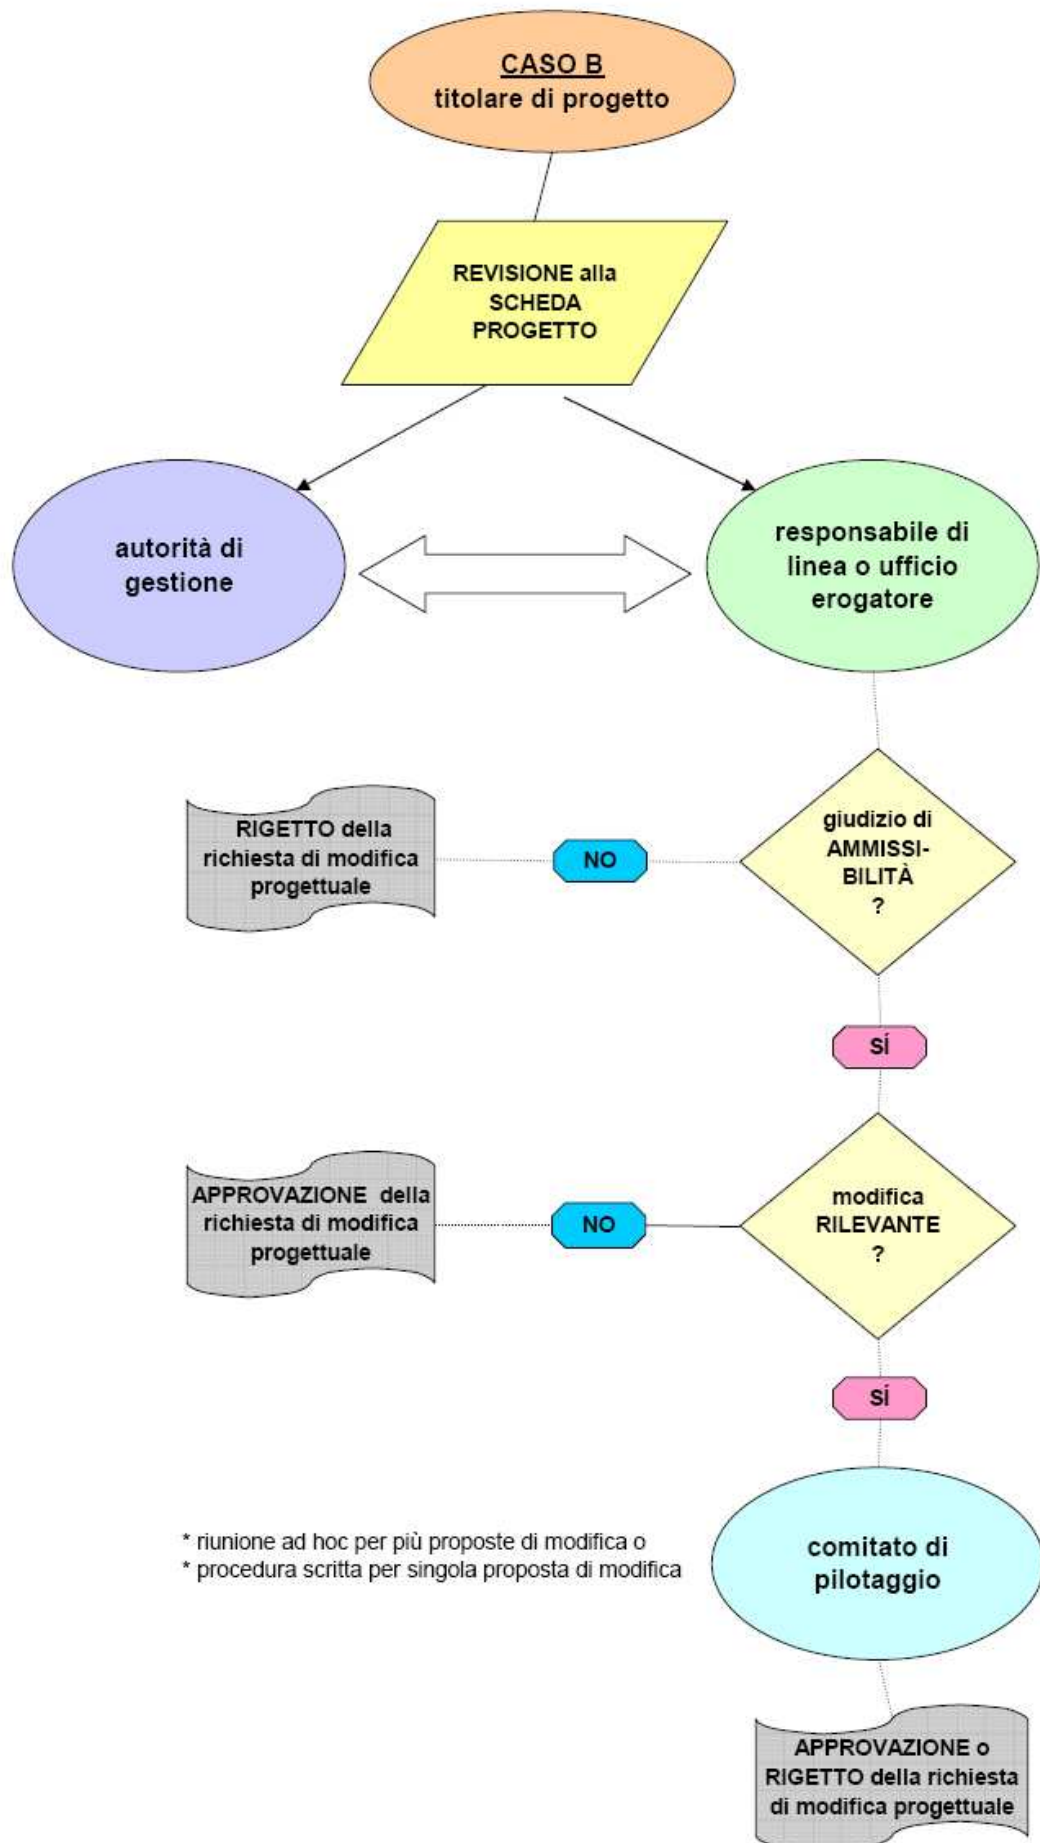 CASO B
titolare di progetto
REVISIONE alla
SCHEDA
PROGETTO
autorità di
gestione
responsabile di
linea o ufficio
erogatore
giudizio di
AMMISSI-
BILITÀ
?
NO
RIGETTO della
richiesta di modifica
progettuale
SÍ
modifica
RILEVANTE
?
NO
APPROVAZIONE della
richiesta di modifica
progettuale
SÍ
* riunione ad hoc per più proposte di modifica o
* procedura scritta per singola proposta di modifica
comitato di
pilotaggio
APPROVAZIONE o
RIGETTO della richiesta
di modifica progettuale